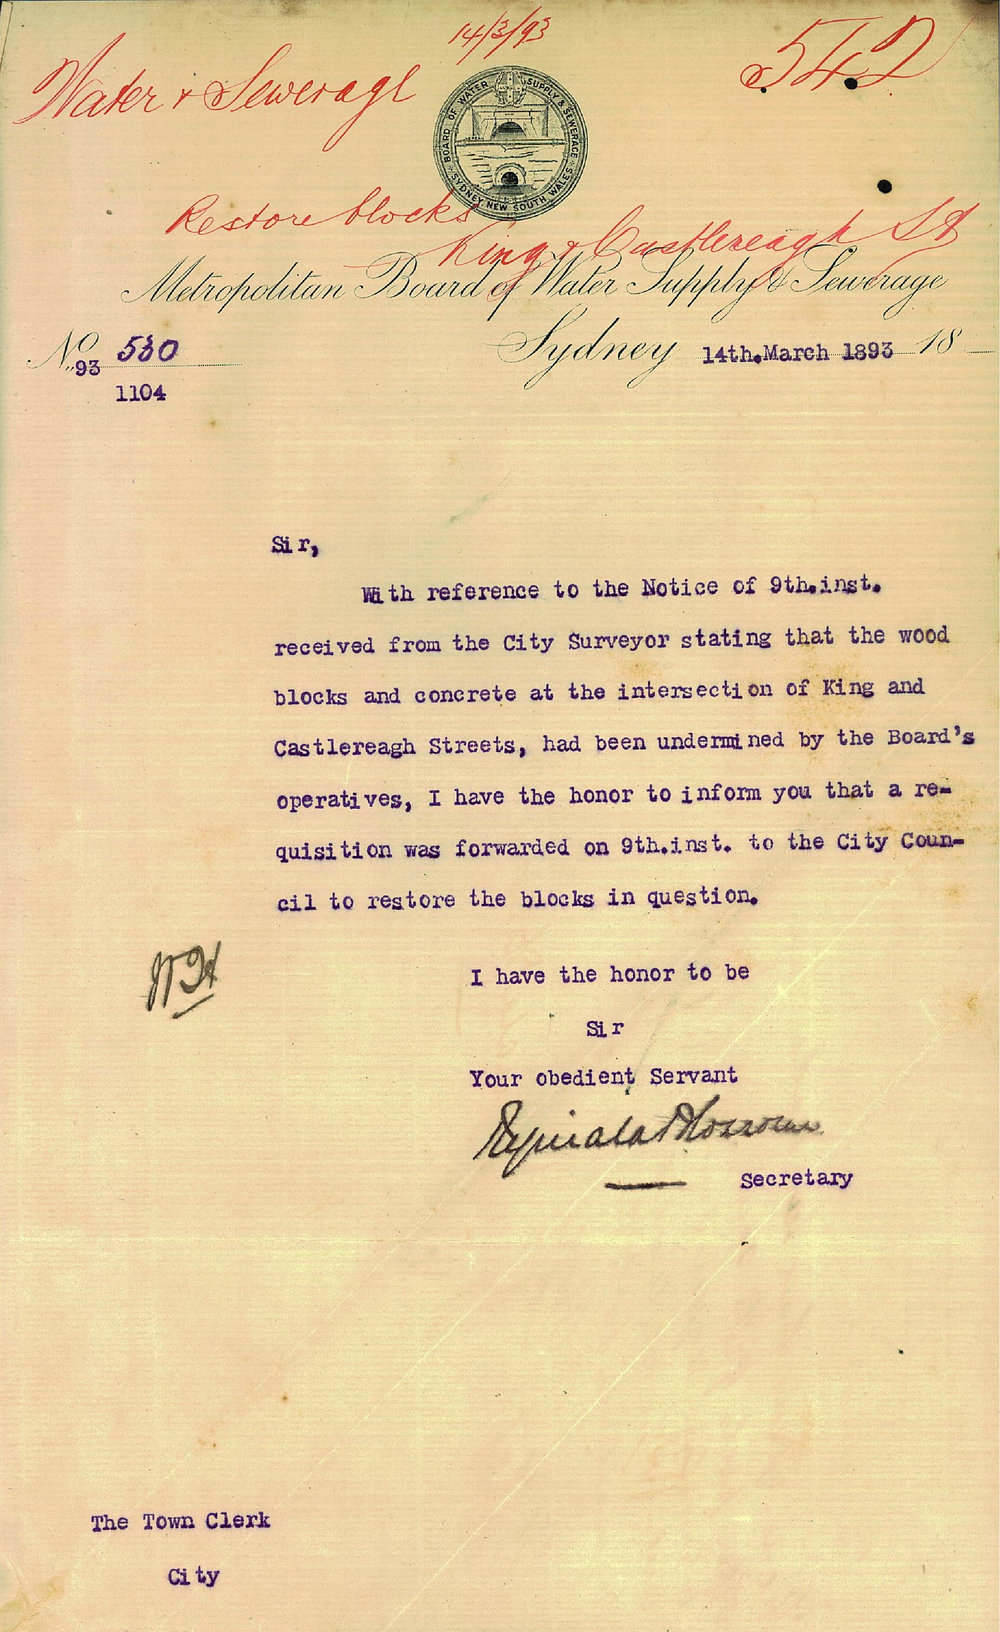 14/3/93
542
Water & Sewerage
BOARD OF WATER SUPPLY & SEWERAGE
SYDNEY NEW SOUTH WALES
Restore blocks
King & Castlereagh St
Metropolitan Board of Water Supply & Sewerage
No 93 530
1104
Sydney 14th.March 1893 18
Sir,
With reference to the Notice of 9th.inst.
received from the City Surveyor stating that the wood
blocks and concrete at the intersection of King and
Castlereagh Streets, had been undermined by the Board's
operatives, I have the honor to inform you that a re-
quisition was forwarded on 9th.inst. to the City Coun-
cil to restore the blocks in question.
I have the honor to be
Sir
Your obedient Servant
Secretary
The Town Clerk
City